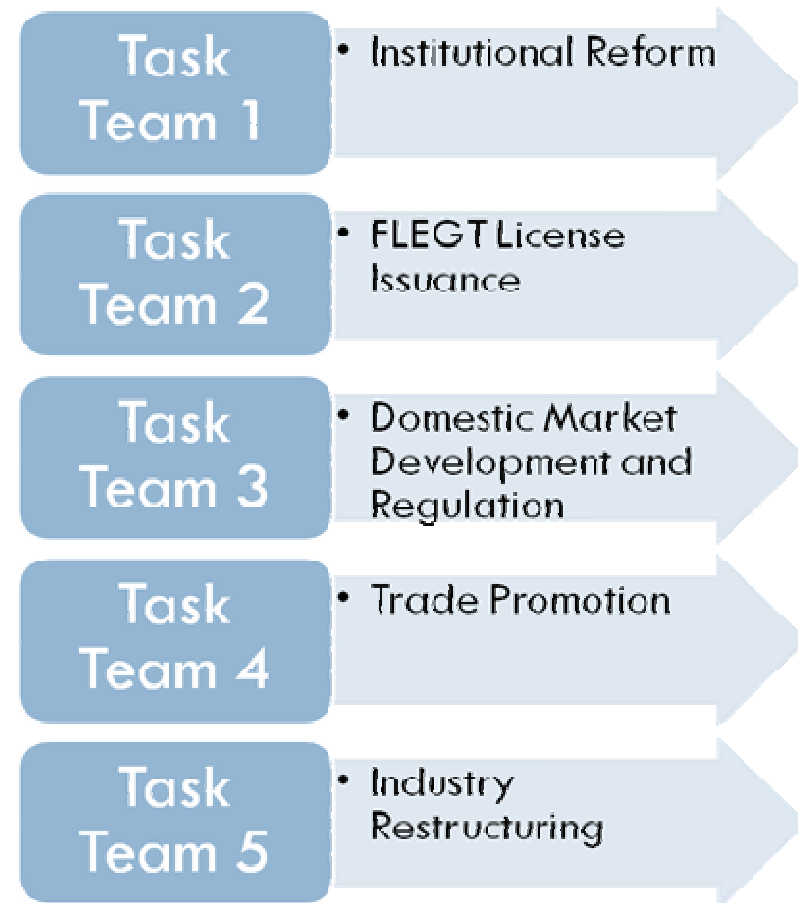 Task
Team 1
• Institutional Reform
Task
Team 2
• FLEGT License
Issuance
Task
Team 3
• Domestic Market
Development and
Regulation
Task
Team 4
• Trade Promotion
Task
Team 5
• Industry
Restructuring